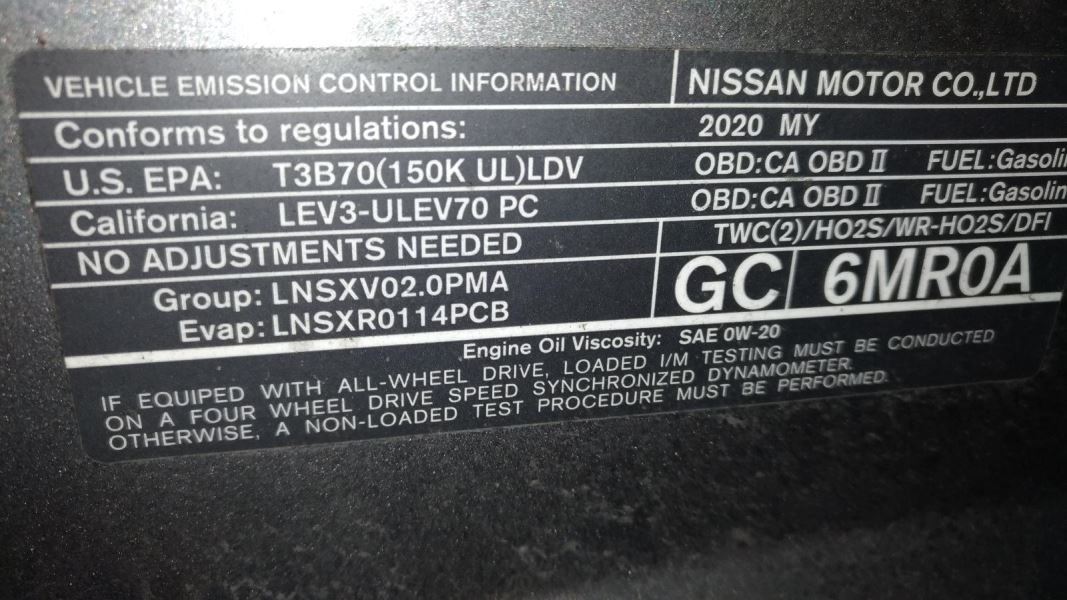 VEHICLE EMISSION CONTROL INFORMATION NISSAN MOTOR CO.,LTD
Conforms to regulations: 2020 MY
U.S. EPA: T3B70(150K UL)LDV OBD:CA OBD II FUEL:Gasoli
California: LEV3-ULEV70 PC OBD:CA OBD II FUEL:Gasolin
NO ADJUSTMENTS NEEDED TWC(2)/HO2S/WR-HO2S/DFI
Group: LNSXV02.0PMA GC 6MR0A
Evap: LNSXR0114PCB
Engine Oil Viscosity: SAE 0W-20
IF EQUIPED WITH ALL-WHEEL DRIVE, LOADED I/M TESTING MUST BE CONDUCTED
ON A FOUR WHEEL DRIVE SPEED SYNCHRONIZED DYNAMOMETER.
OTHERWISE, A NON-LOADED TEST PROCEDURE MUST BE PERFORMED.